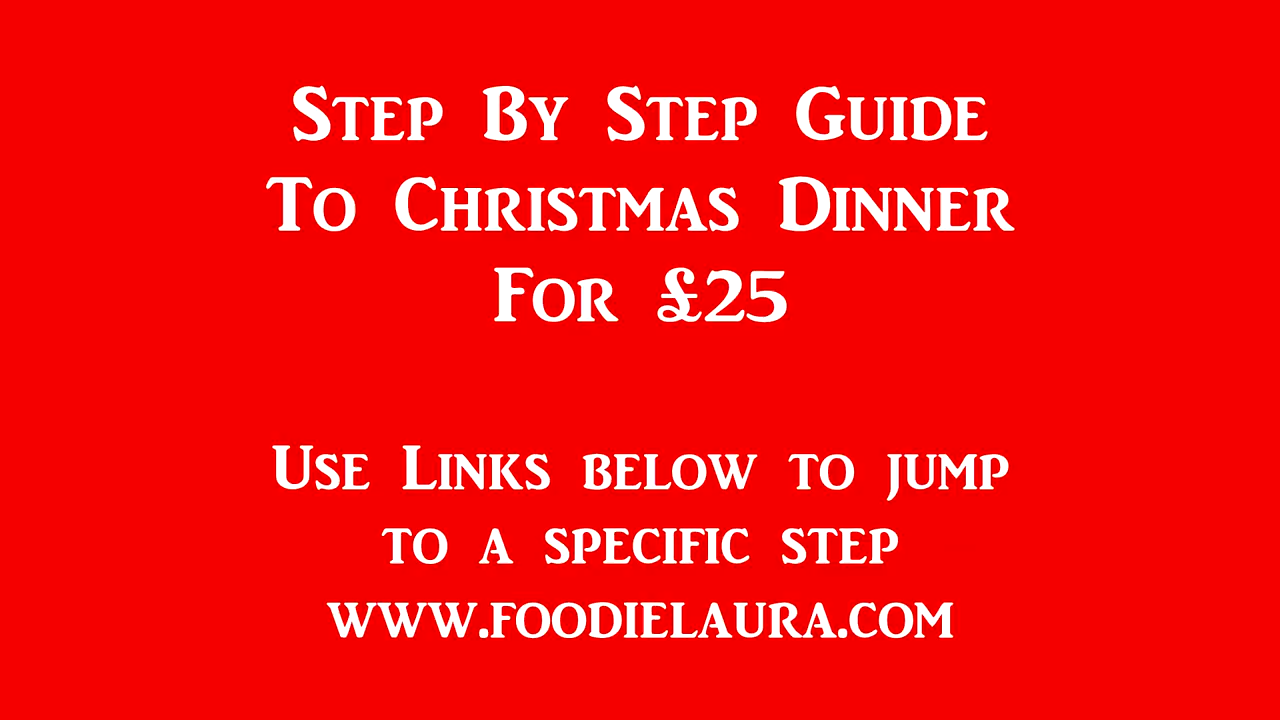 Step By Step Guide
To Christmas Dinner
For £25
Use Links below to jump
to a specific step
www.foodielaura.com